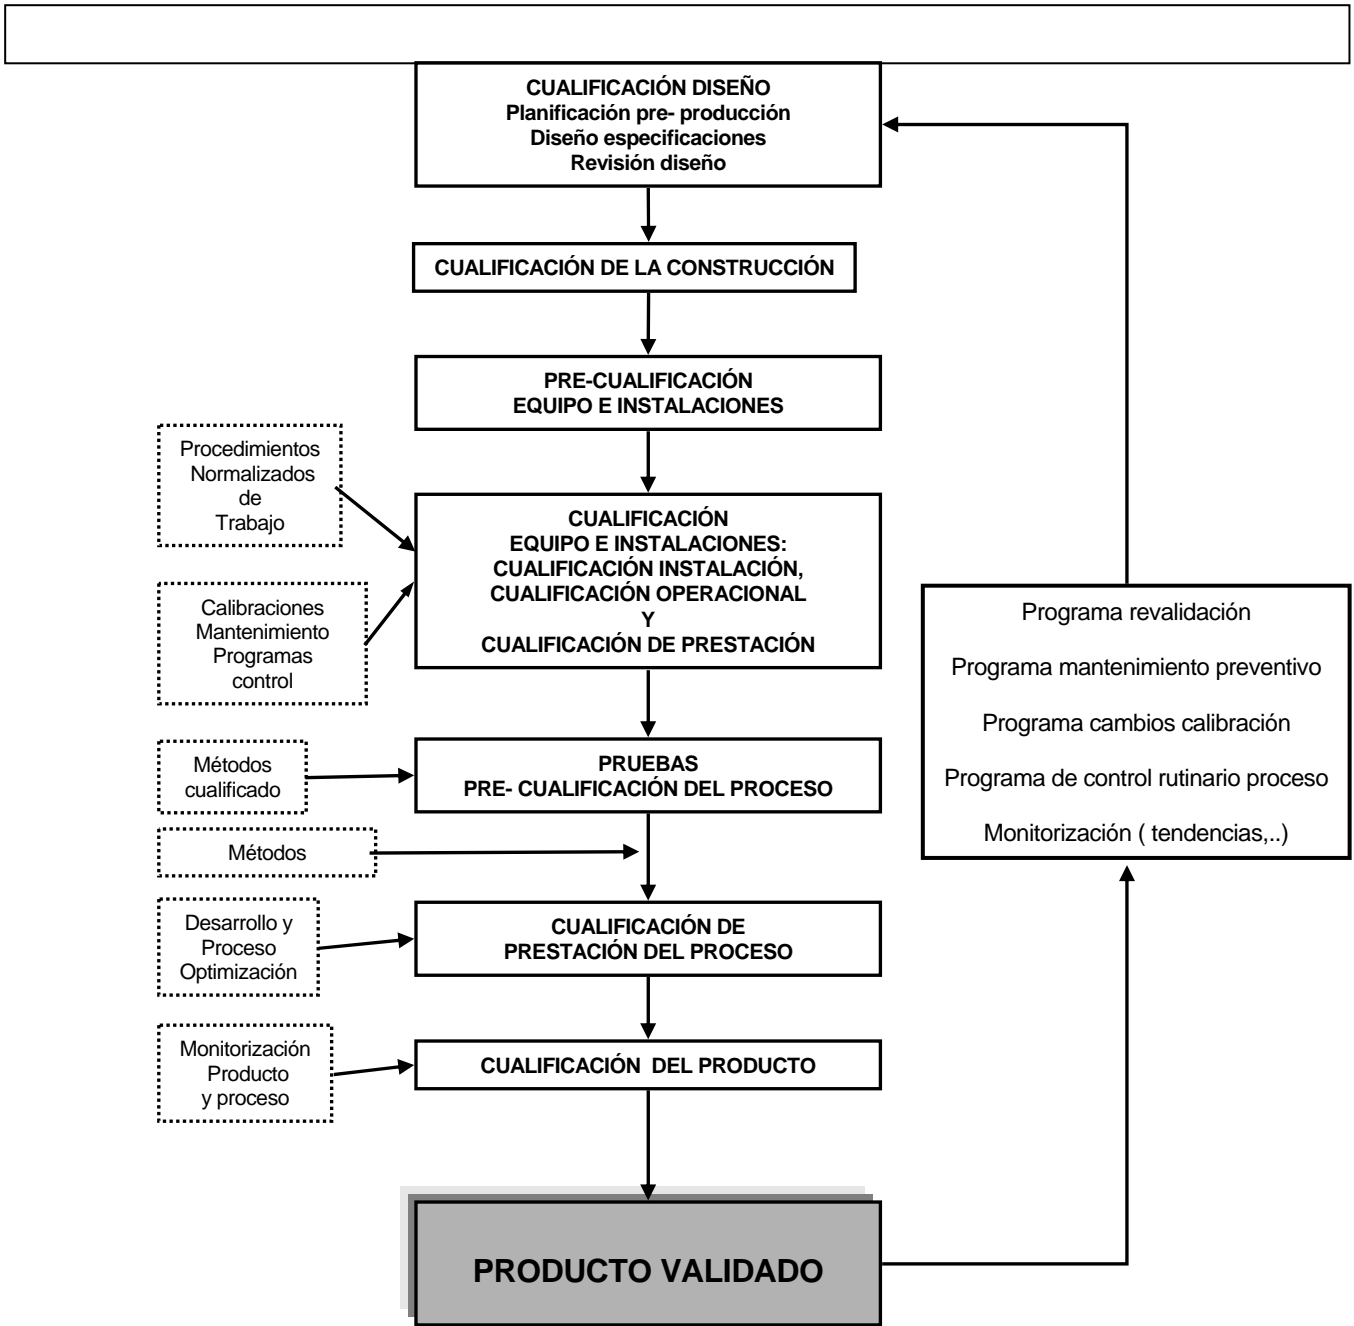 CUALIFICACIÓN DISEÑO
Planificación pre- producción
Diseño especificaciones
Revisión diseño
CUALIFICACIÓN DE LA CONSTRUCCIÓN
PRE-CUALIFICACIÓN
EQUIPO E INSTALACIONES
Procedimientos
Normalizados
de
Trabajo
CUALIFICACIÓN
EQUIPO E INSTALACIONES:
CUALIFICACIÓN INSTALACIÓN,
CUALIFICACIÓN OPERACIONAL
Y
CUALIFICACIÓN DE PRESTACIÓN
Calibraciones
Mantenimiento
Programas
control
Programa revalidación
Programa mantenimiento preventivo
Programa cambios calibración
Programa de control rutinario proceso
Monitorización ( tendencias,..)
Métodos
cualificado
PRUEBAS
PRE- CUALIFICACIÓN DEL PROCESO
Métodos
Desarrollo y
Proceso
Optimización
CUALIFICACIÓN DE
PRESTACIÓN DEL PROCESO
Monitorización
Producto
y proceso
CUALIFICACIÓN  DEL PRODUCTO
PRODUCTO VALIDADO